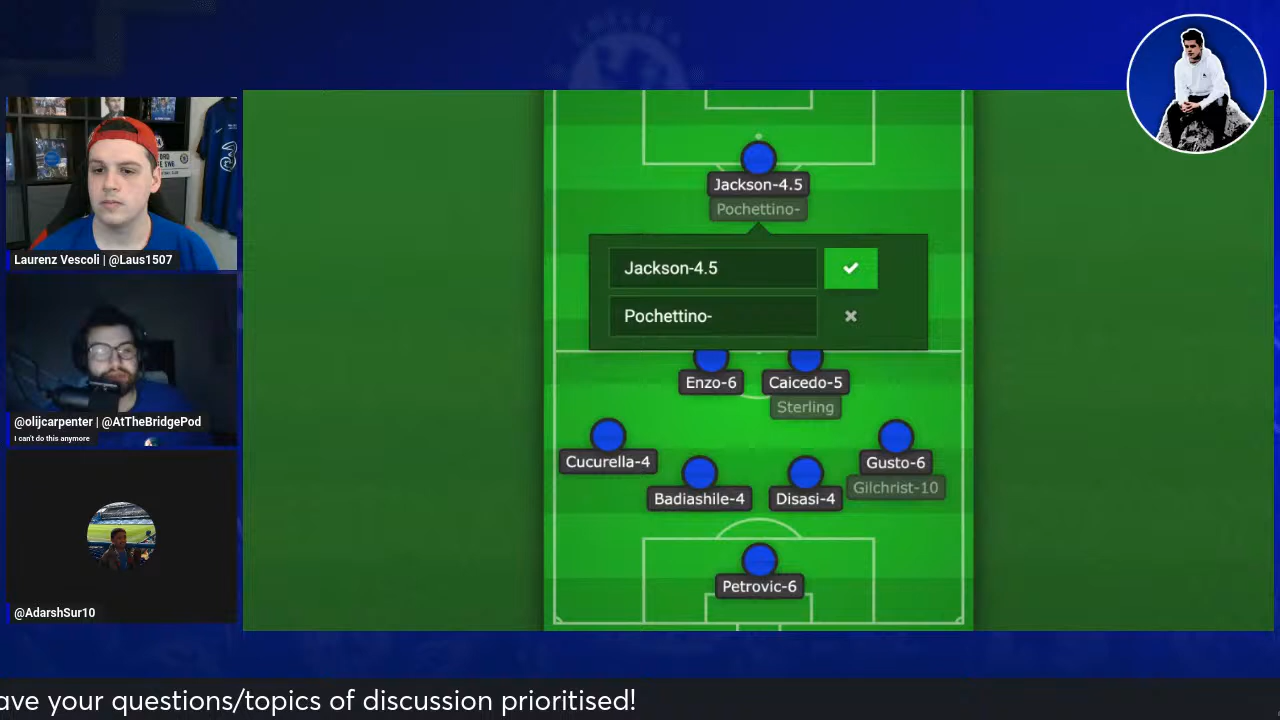 Laurenz Vescoli | @Laus1507
@olijcarpenter | @AtTheBridgePod
I can't do this anymore
@AdarshSur10
Jackson-4.5
Pochettino-
Jackson-4.5
Pochettino-
Enzo-6
Caicedo-5
Sterling
Cucurella-4
Gusto-6
Gilchrist-10
Badiashile-4
Disasi-4
Petrovic-6
ave your questions/topics of discussion prioritised!